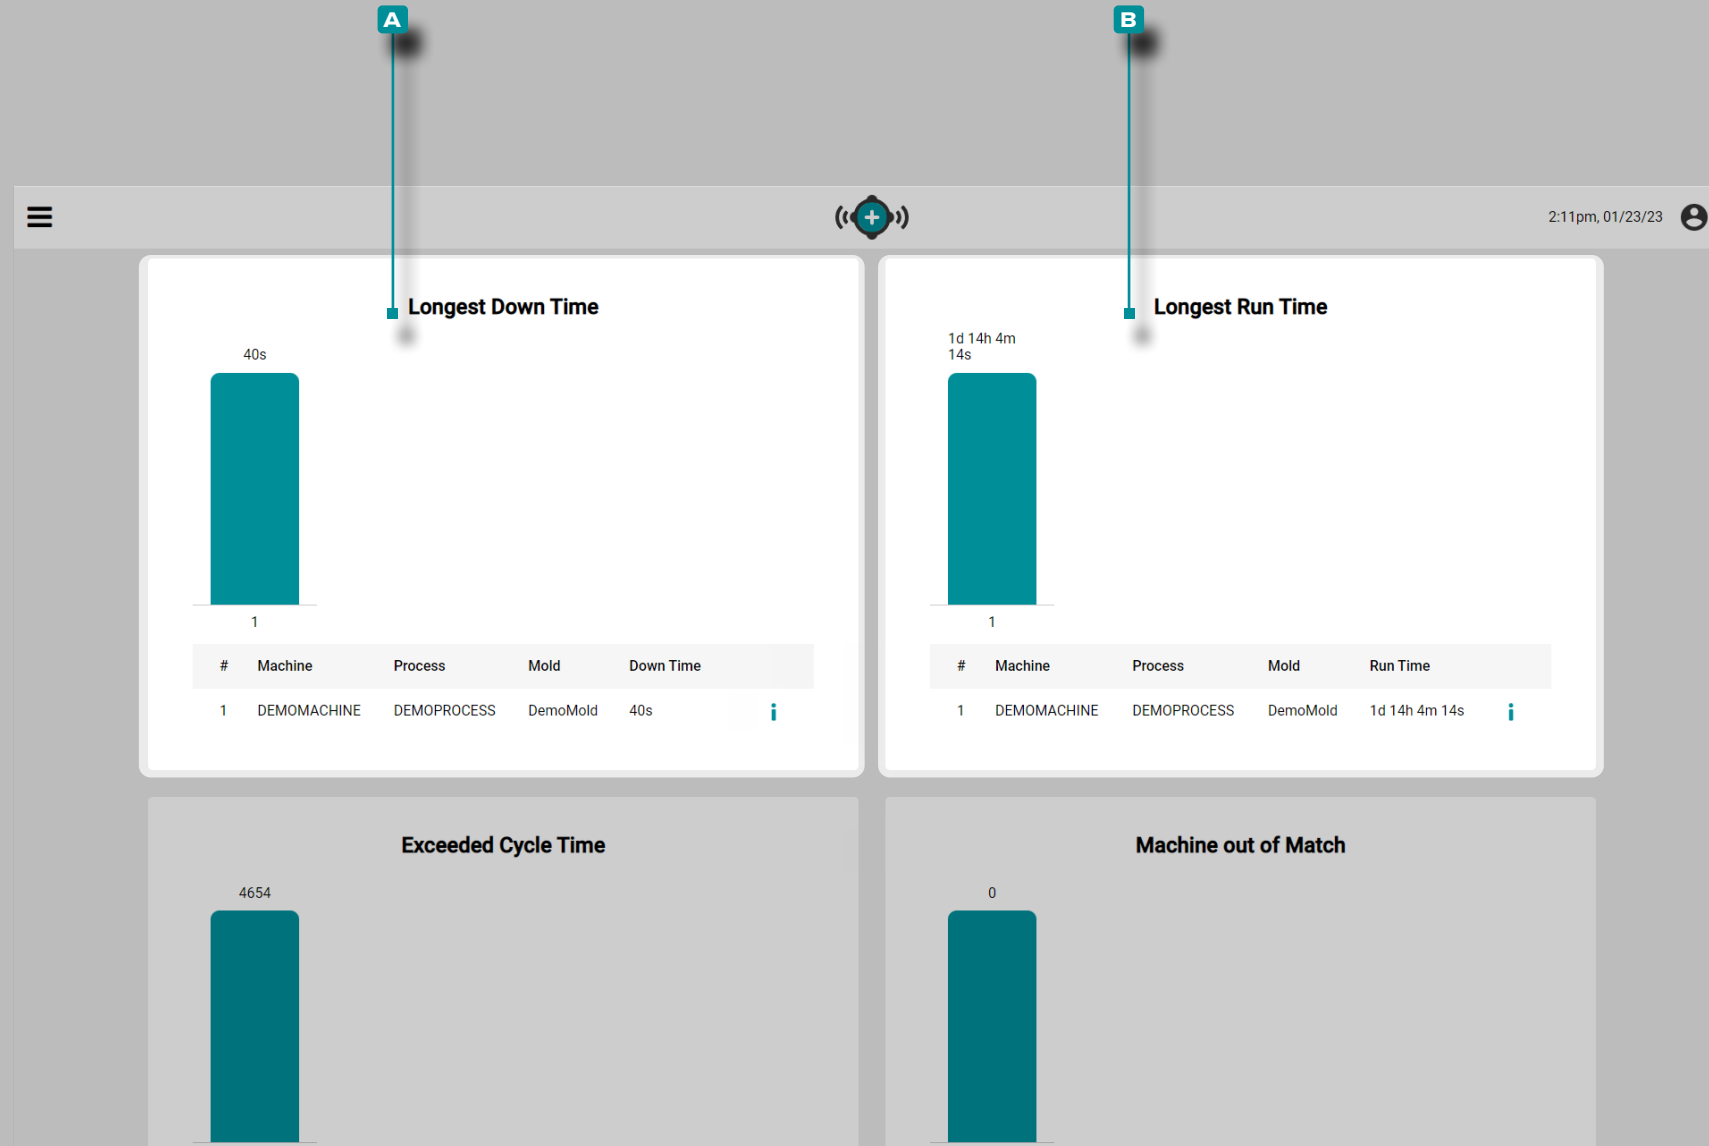 A
B
2:11pm, 01/23/23
Longest Down Time
40s
1
# Machine Process Mold Down Time
1 DEMOMACHINE DEMOPROCESS DemoMold 40s
Longest Run Time
1d 14h 4m
14s
1
# Machine Process Mold Run Time
1 DEMOMACHINE DEMOPROCESS DemoMold 1d 14h 4m 14s
Exceeded Cycle Time
4654
Machine out of Match
0